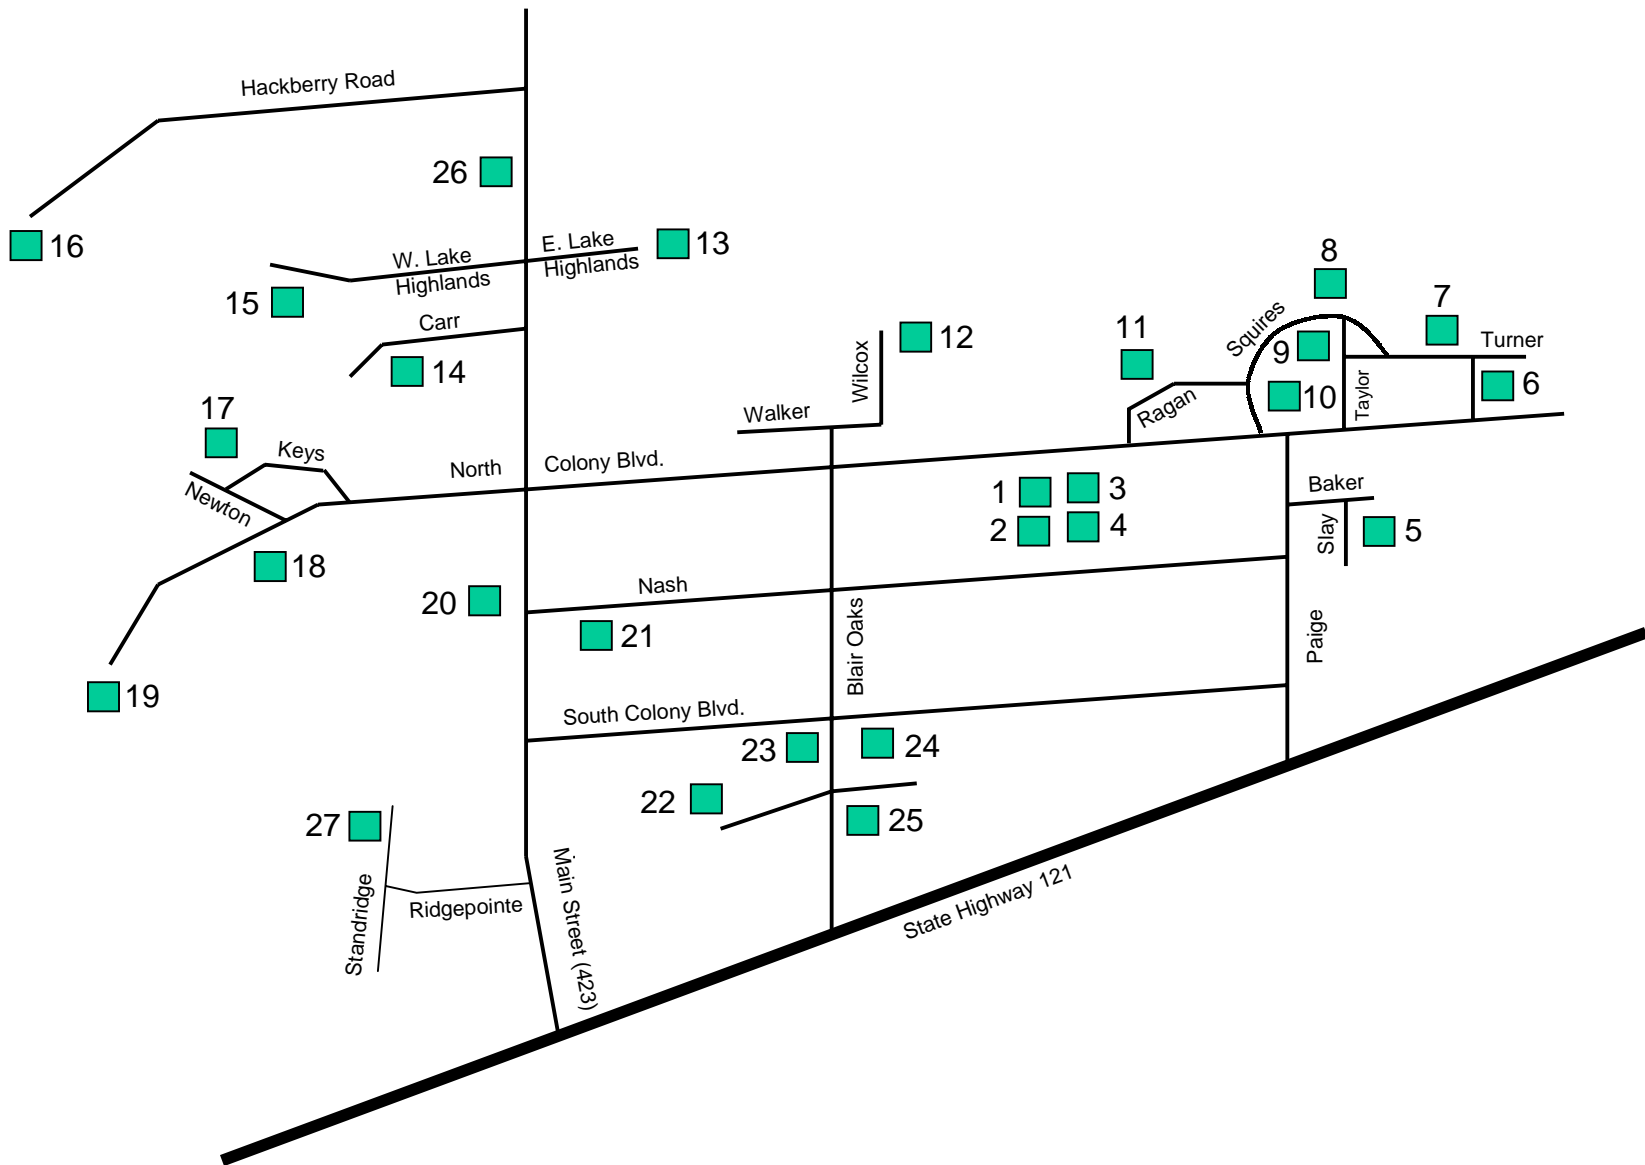 Hackberry Road
26
16
W. Lake
Highlands
E. Lake
Highlands
13
15
Carr
14
17
Keys
Newton
18
19
North
Colony Blvd.
Walker
Wilcox
12
11
Ragan
Squires
8
9
10
Taylor
7
Turner
6
1
2
3
4
Baker
Slay
5
20
Nash
21
Blair Oaks
Paige
South Colony Blvd.
23
24
22
25
27
Standridge
Ridgepointe
Main Street (423)
State Highway 121